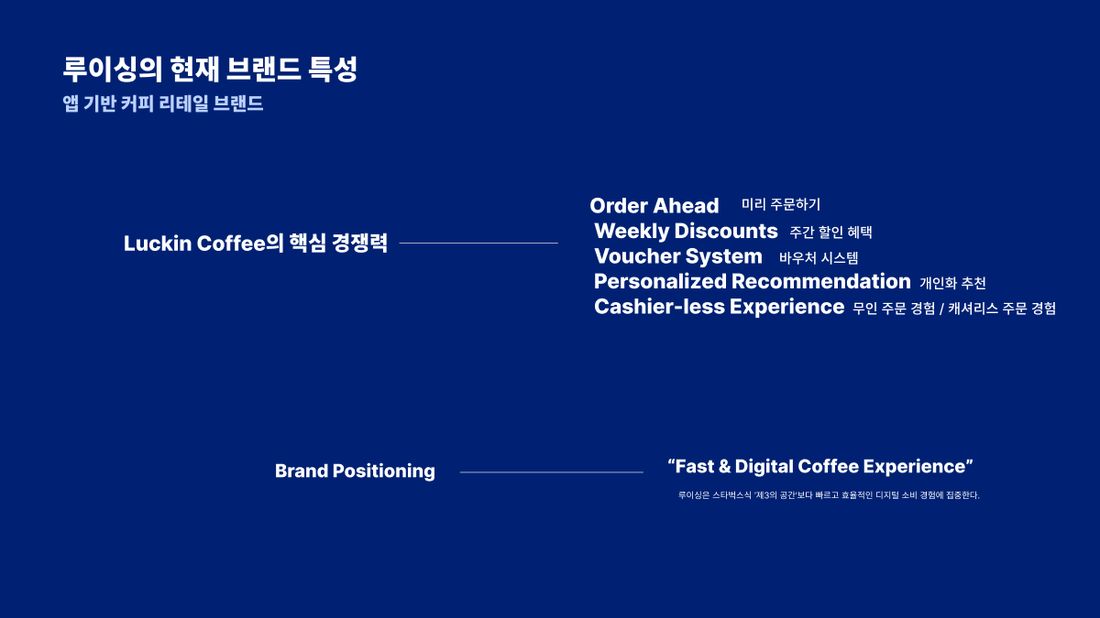 루이싱의 현재 브랜드 특성
앱 기반 커피 리테일 브랜드
Luckin Coffee의 핵심 경쟁력
Order Ahead 미리 주문하기
Weekly Discounts 주간 할인 혜택
Voucher System 바우처 시스템
Personalized Recommendation 개인화 추천
Cashier-less Experience 무인 주문 경험 / 캐셔리스 주문 경험
Brand Positioning
“Fast & Digital Coffee Experience”
루이싱은 스타벅스식 ‘제3의 공간’보다 빠르고 효율적인 디지털 소비 경험에 집중한다.